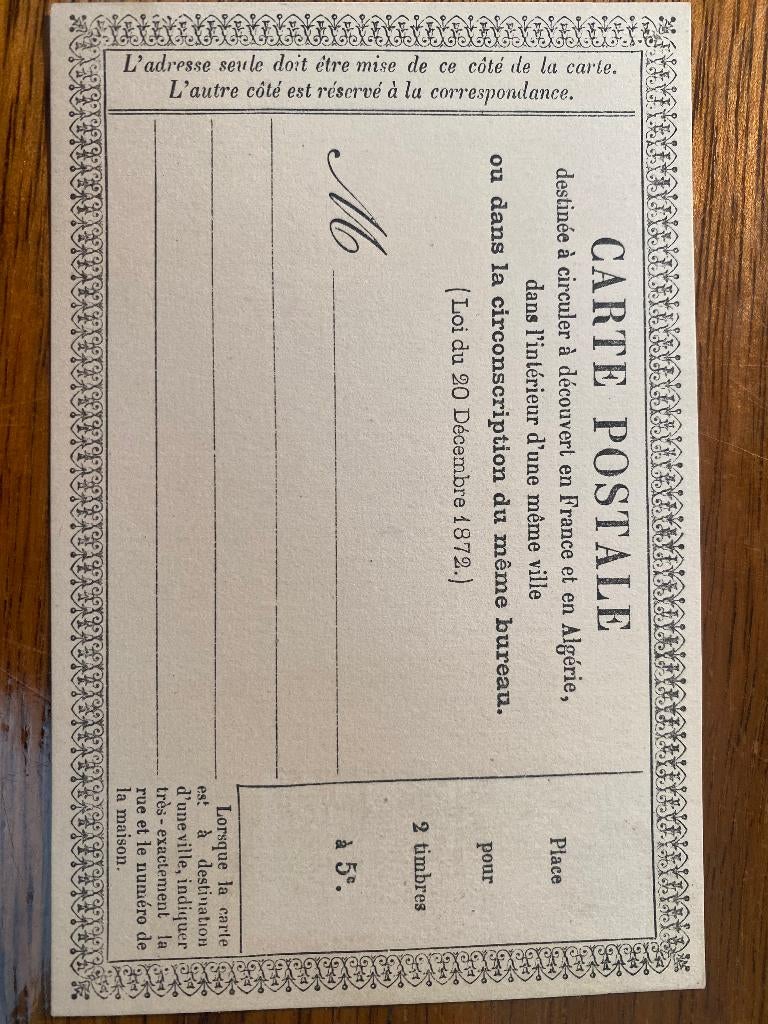 CARTE POSTALE
destinée à circuler à découvert en France et en Algérie,
dans l'intérieur d'une même ville
ou dans la circonscription du même bureau.
(Loi du 20 Décembre 1872.)
M
L'adresse seule doit être mise de ce côté de la carte.
L'autre côté est réservé à la correspondance.
Place
pour
2 timbres
à 5c.
Lorsque la carte
est à destination
d'une ville, indiquer
très-exactement la
rue et le numéro de
la maison.